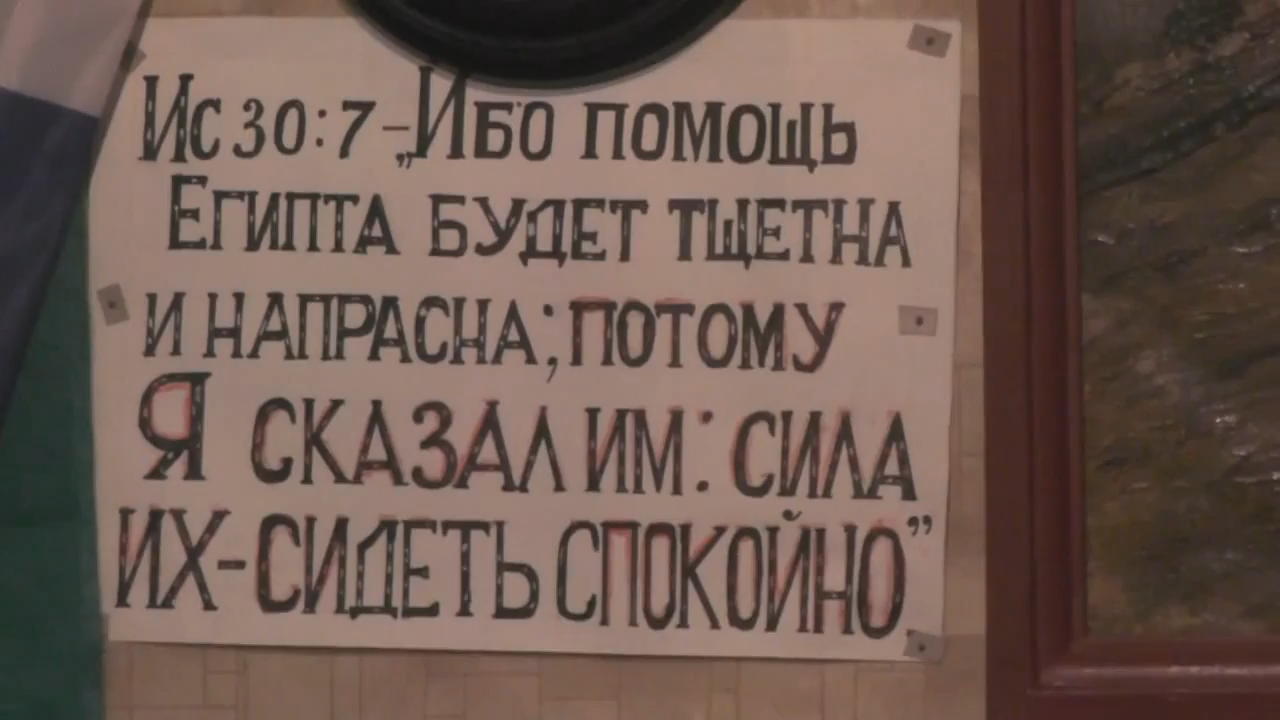 Ис 30:7 – „Ибо помощь
Египта будет тщетна
и напрасна; потому
Я сказал им: сила
их - сидеть спокойно”